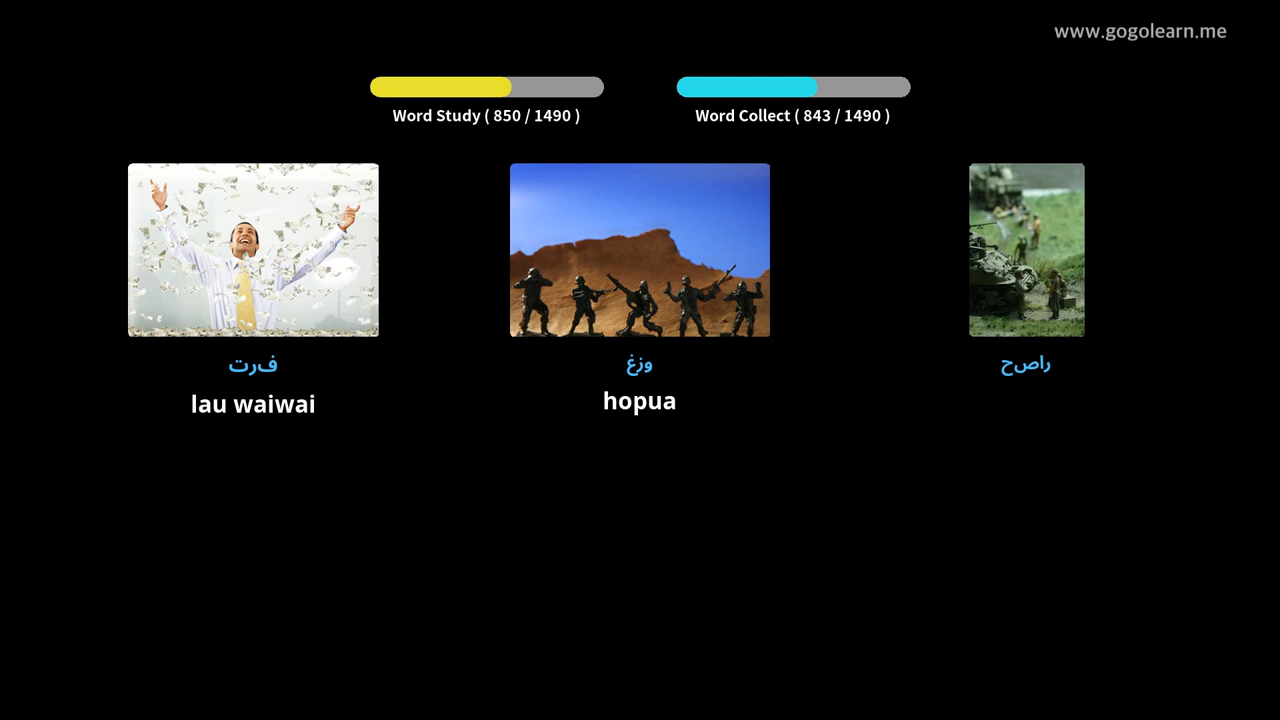 www.gogolearn.me
Word Study ( 850 / 1490 )
Word Collect ( 843 / 1490 )
فرت
lau waiwai
وزغ
hopua
راصح